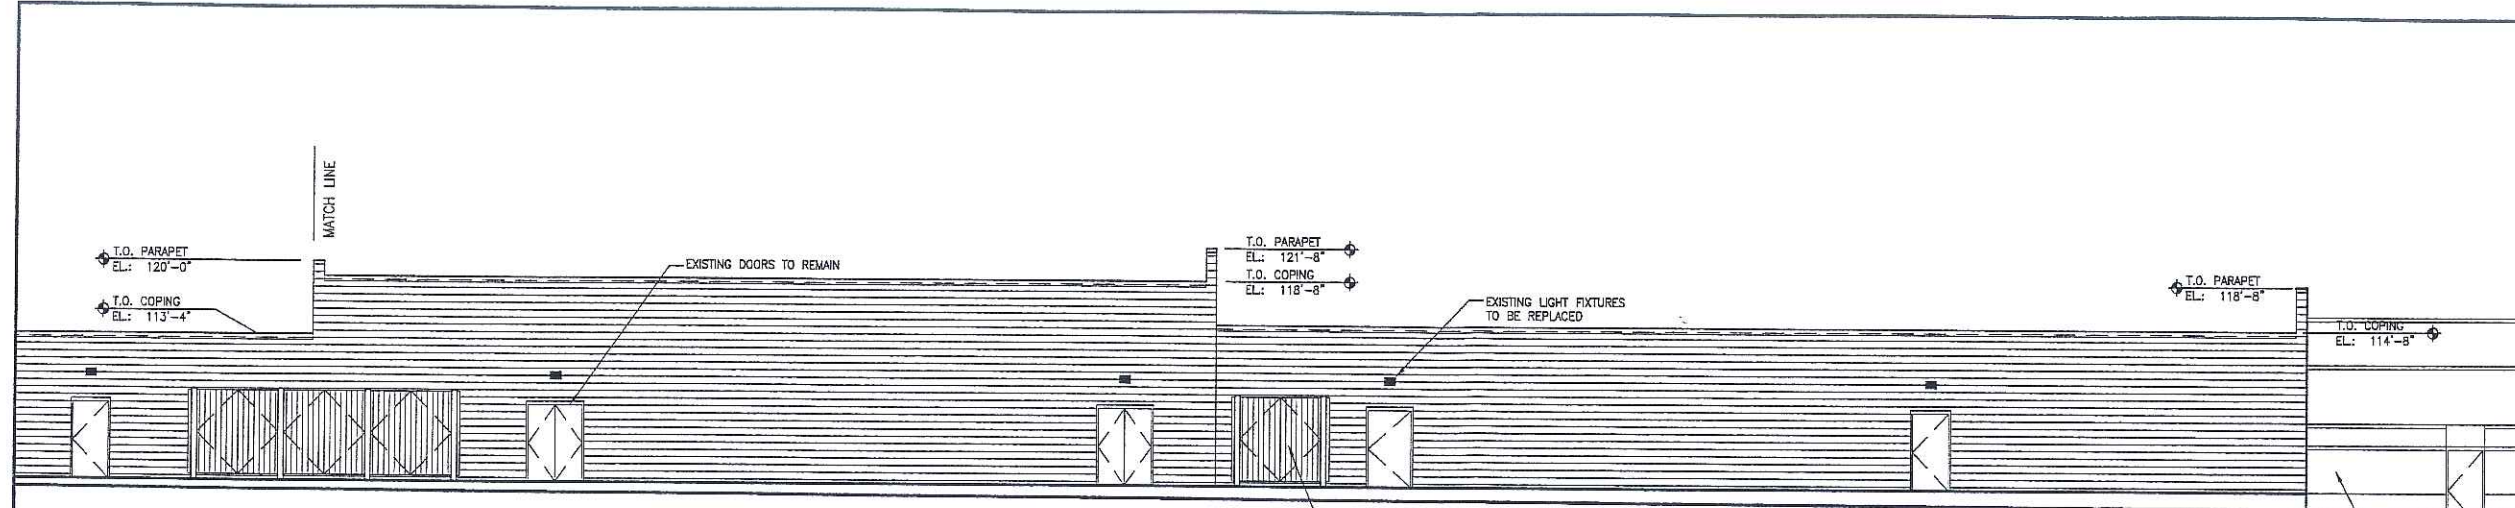 MATCH LINE
T.O. PARAPET
EL.: 120'-0"
T.O. COPING
EL.: 113'-4"
EXISTING DOORS TO REMAIN
T.O. PARAPET
EL.: 121'-8"
T.O. COPING
EL.: 118'-8"
EXISTING LIGHT FIXTURES
TO BE REPLACED
T.O. PARAPET
EL.: 118'-8"
T.O. COPING
EL.: 114'-8"